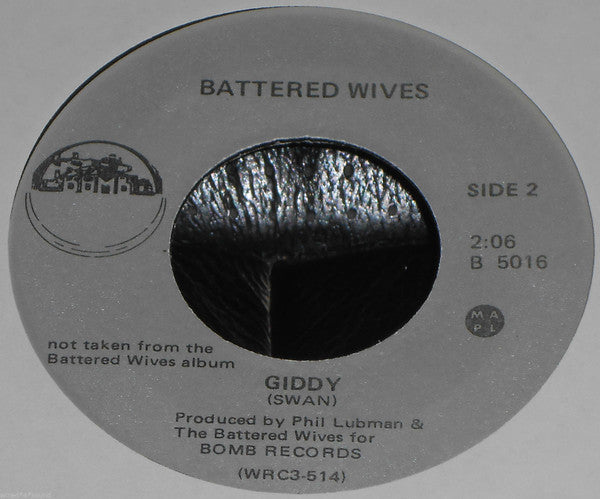 BATTERED WIVES
BOMB
SIDE 2
2:06
B 5016
MA
PL
not taken from the
Battered Wives album
GIDDY
(SWAN)
Produced by Phil Lubman &
The Battered Wives for
BOMB RECORDS
(WRC3-514)